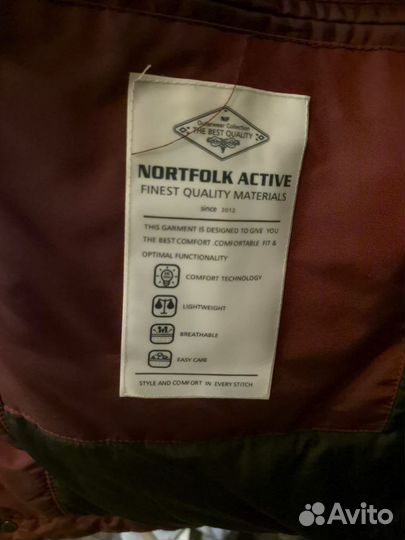 NF
Outerwear Collection
THE BEST QUALITY
NORTFOLK ACTIVE
FINEST QUALITY MATERIALS
since 2012
THIS GARMENT IS DESIGNED TO GIVE YOU
THE BEST COMFORT .COMFORTABLE FIT &
OPTIMAL FUNCTIONALITY
COMFORT TECHNOLOGY
LIGHTWEIGHT
BREATHABLE
EASY CARE
STYLE AND COMFORT IN EVERY STITCH
Avito